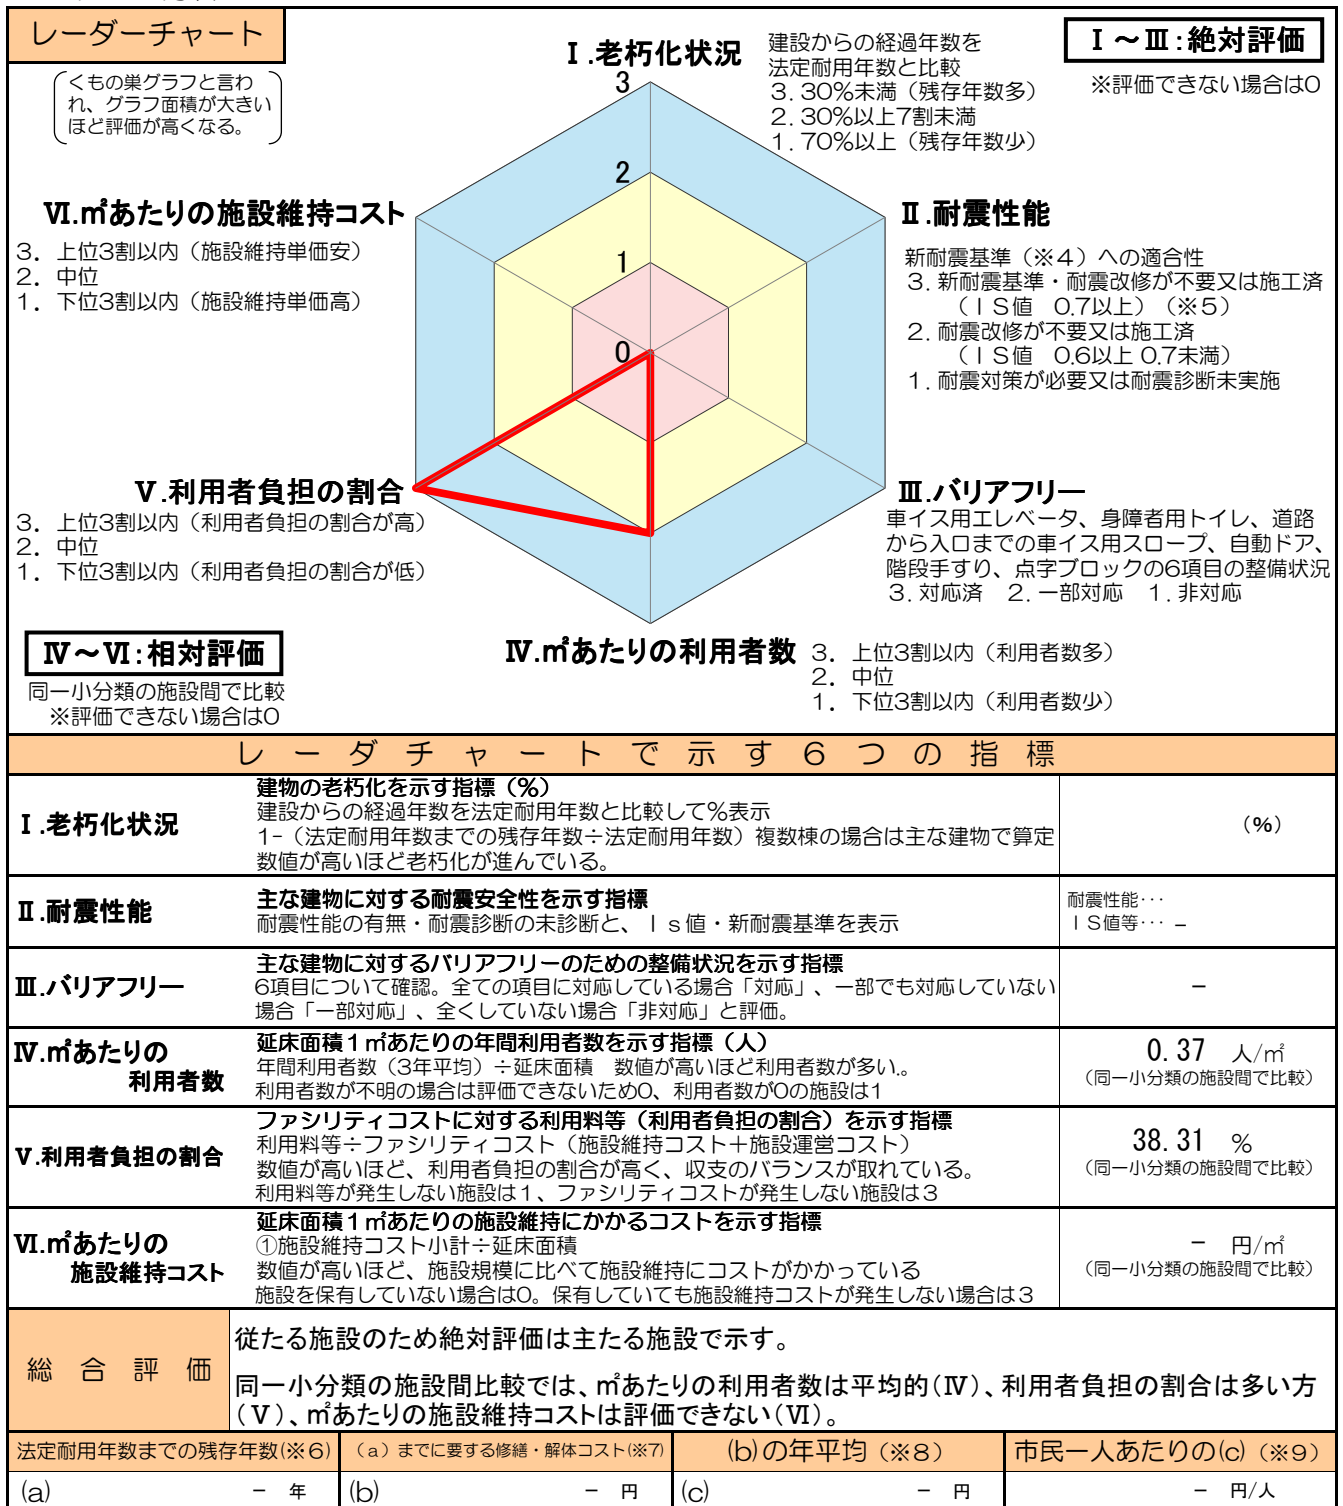 レーダーチャート
くもの巣グラフと言わ
れ、グラフ面積が大きい
ほど評価が高くなる。
Ⅰ.老朽化状況
建設からの経過年数を
法定耐用年数と比較
3.30%未満（残存年数多）
2.30%以上7割未満
1.70%以上（残存年数少）
Ⅰ～Ⅲ:絶対評価
※評価できない場合は0
3
2
1
0
Ⅵ.㎡あたりの施設維持コスト
3. 上位3割以内（施設維持単価安）
2. 中位
1. 下位3割以内（施設維持単価高）
Ⅱ.耐震性能
新耐震基準（※4）への適合性
3.新耐震基準・耐震改修が不要又は施工済
（ＩＳ値　0.7以上）（※5）
2.耐震改修が不要又は施工済
（ＩＳ値　0.6以上 0.7未満）
1.耐震対策が必要又は耐震診断未実施
Ⅴ.利用者負担の割合
3. 上位3割以内（利用者負担の割合が高）
2. 中位
1. 下位3割以内（利用者負担の割合が低）
Ⅲ.バリアフリー
車イス用エレベータ、身障者用トイレ、道路
から入口までの車イス用スロープ、自動ドア、
階段手すり、点字ブロックの6項目の整備状況
3.対応済　2.一部対応　1.非対応
Ⅳ～Ⅵ:相対評価
同一小分類の施設間で比較
※評価できない場合は0
Ⅳ.㎡あたりの利用者数
3. 上位3割以内（利用者数多）
2. 中位
1. 下位3割以内（利用者数少）
レーダチャートで示す6つの指標
Ⅰ.老朽化状況
建物の老朽化を示す指標（％）
建設からの経過年数を法定耐用年数と比較して％表示
1-（法定耐用年数までの残存年数÷法定耐用年数）複数棟の場合は主な建物で算定
数値が高いほど老朽化が進んでいる。
（%）
Ⅱ.耐震性能
主な建物に対する耐震安全性を示す指標
耐震性能の有無・耐震診断の未診断と、Ｉｓ値・新耐震基準を表示
耐震性能…
ＩＳ値等… －
Ⅲ.バリアフリー
主な建物に対するバリアフリーのための整備状況を示す指標
6項目について確認。全ての項目に対応している場合「対応」、一部でも対応していない
場合「一部対応」、全くしていない場合「非対応」と評価。
－
Ⅳ.㎡あたりの
利用者数
延床面積１㎡あたりの年間利用者数を示す指標（人）
年間利用者数（3年平均）÷延床面積　数値が高いほど利用者数が多い。
利用者数が不明の場合は評価できないため0、利用者数が0の施設は1
0.37　人/㎡
（同一小分類の施設間で比較）
Ⅴ.利用者負担の割合
ファシリティコストに対する利用料等（利用者負担の割合）を示す指標
利用料等÷ファシリティコスト（施設維持コスト＋施設運営コスト）
数値が高いほど、利用者負担の割合が高く、収支のバランスが取れている。
利用料等が発生しない施設は１、ファシリティコストが発生しない施設は３
38.31　%
（同一小分類の施設間で比較）
Ⅵ.㎡あたりの
施設維持コスト
延床面積１㎡あたりの施設維持にかかるコストを示す指標
①施設維持コスト小計÷延床面積
数値が高いほど、施設規模に比べて施設維持にコストがかかっている
施設を保有していない場合は0。保有していても施設維持コストが発生しない場合は３
－　円/㎡
（同一小分類の施設間で比較）
総合評価
従たる施設のため絶対評価は主たる施設で示す。
同一小分類の施設間比較では、㎡あたりの利用者数は平均的(Ⅳ)、利用者負担の割合は多い方
(Ⅴ)、㎡あたりの施設維持コストは評価できない(Ⅵ)。
法定耐用年数までの残存年数(※6)
（a）までに要する修繕・解体コスト(※7)
(b)の年平均（※8）
市民一人あたりの(c)（※9）
(a)　－　年
(b)　－　円
(c)　－　円
－　円/人